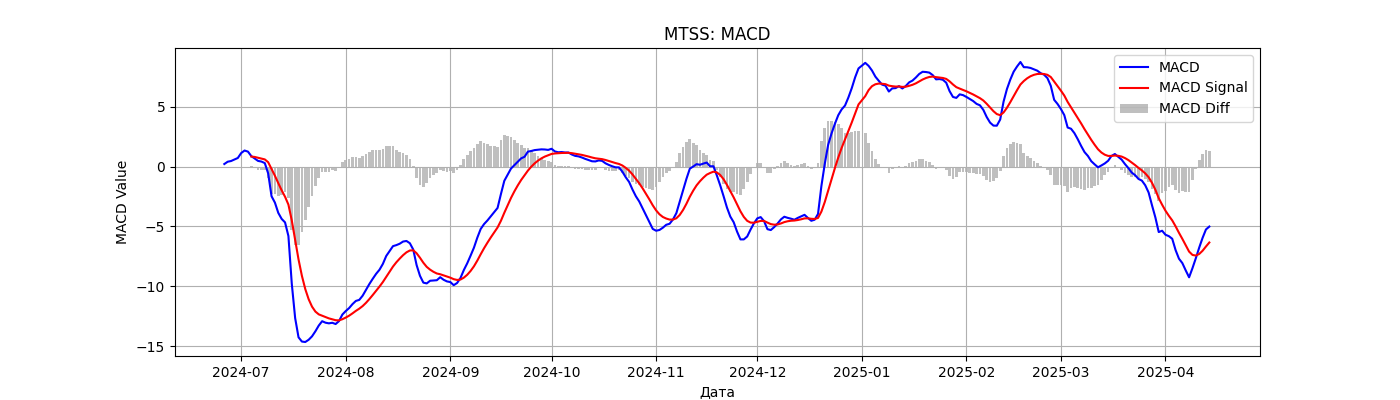 MTSS: MACD
MACD
MACD Signal
MACD Diff
MACD Value
5
0
−5
−10
−15
2024-07 2024-08 2024-09 2024-10 2024-11 2024-12 2025-01 2025-02 2025-03 2025-04
Дата